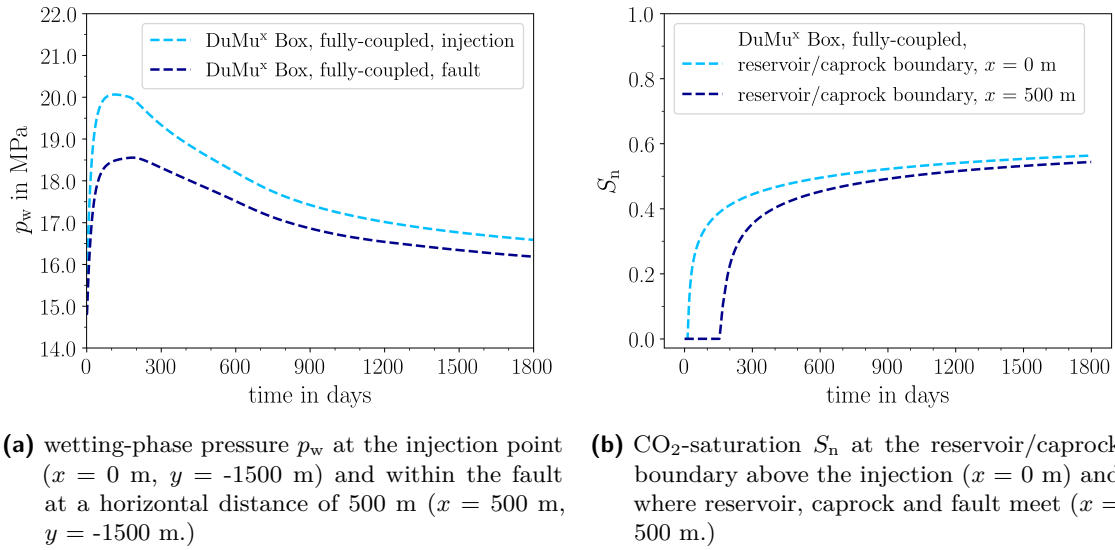 22.0
21.0
20.0
19.0
18.0
17.0
16.0
15.0
14.0
p_w in MPa
DuMuˣ Box, fully-coupled, injection
DuMuˣ Box, fully-coupled, fault
0 300 600 900 1200 1500 1800
time in days
1.0
0.8
0.6
0.4
0.2
0.0
S_n
DuMuˣ Box, fully-coupled,
reservoir/caprock boundary, x = 0 m
reservoir/caprock boundary, x = 500 m
0 300 600 900 1200 1500 1800
time in days
(a) wetting-phase pressure p_w at the injection point
(x = 0 m, y = -1500 m) and within the fault
at a horizontal distance of 500 m (x = 500 m,
y = -1500 m.)
(b) CO₂-saturation S_n at the reservoir/caprock
boundary above the injection (x = 0 m) and
where reservoir, caprock and fault meet (x =
500 m.)